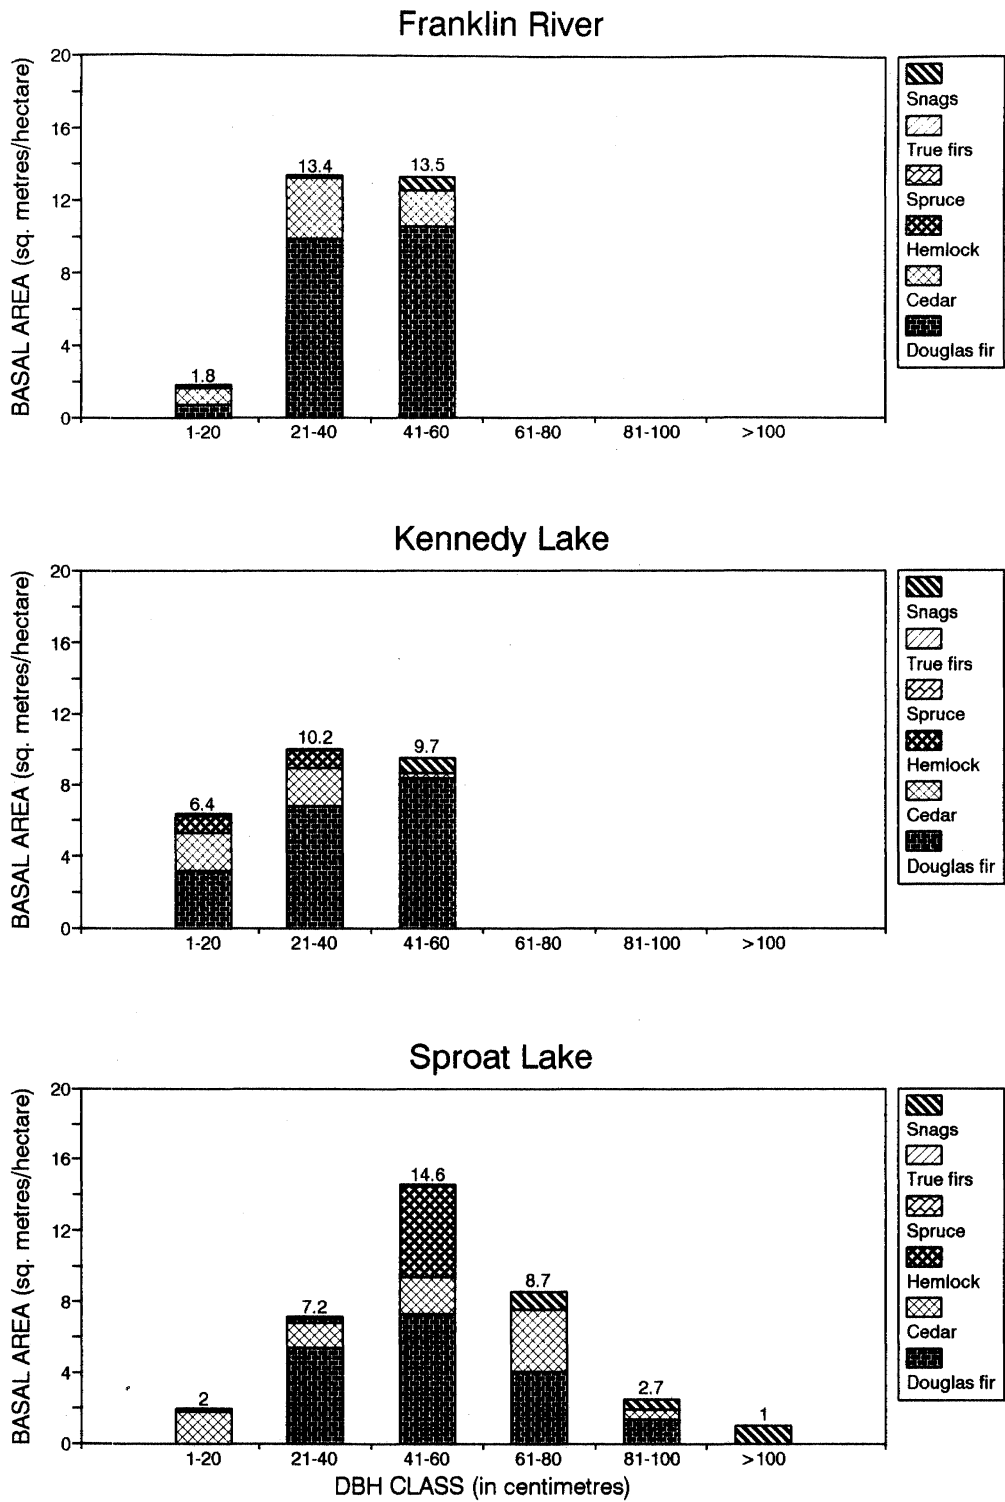 Franklin River
BASAL AREA (sq. metres/hectare)
20
16
12
8
4
0
1.8
13.4
13.5
1-20
21-40
41-60
61-80
81-100
>100
Snags
True firs
Spruce
Hemlock
Cedar
Douglas fir
Kennedy Lake
BASAL AREA (sq. metres/hectare)
20
16
12
8
4
0
6.4
10.2
9.7
1-20
21-40
41-60
61-80
81-100
>100
Snags
True firs
Spruce
Hemlock
Cedar
Douglas fir
Sproat Lake
BASAL AREA (sq. metres/hectare)
20
16
12
8
4
0
2
7.2
14.6
8.7
2.7
1
1-20
21-40
41-60
61-80
81-100
>100
DBH CLASS (in centimetres)
Snags
True firs
Spruce
Hemlock
Cedar
Douglas fir